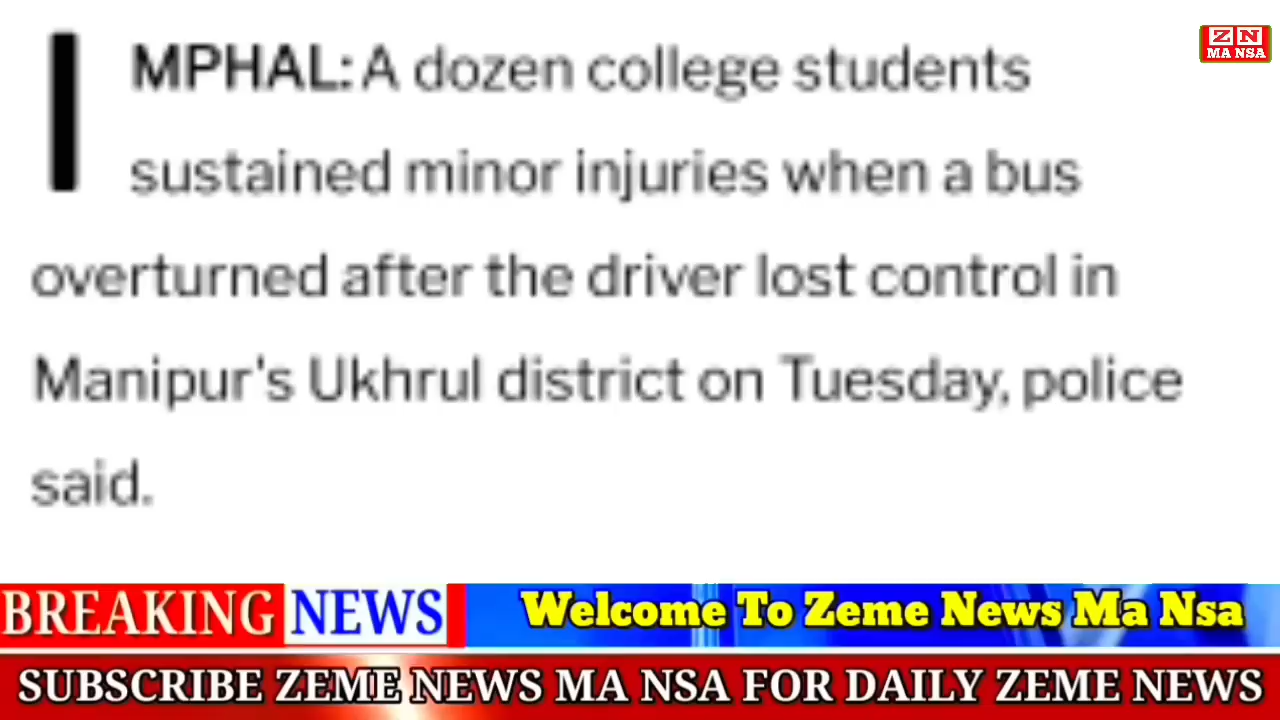 IMPHAL: A dozen college students
sustained minor injuries when a bus
overturned after the driver lost control in
Manipur's Ukhrul district on Tuesday, police
said.
ZN
MA NSA
BREAKING NEWS
Welcome To Zeme News Ma Nsa
SUBSCRIBE ZEME NEWS MA NSA FOR DAILY ZEME NEWS